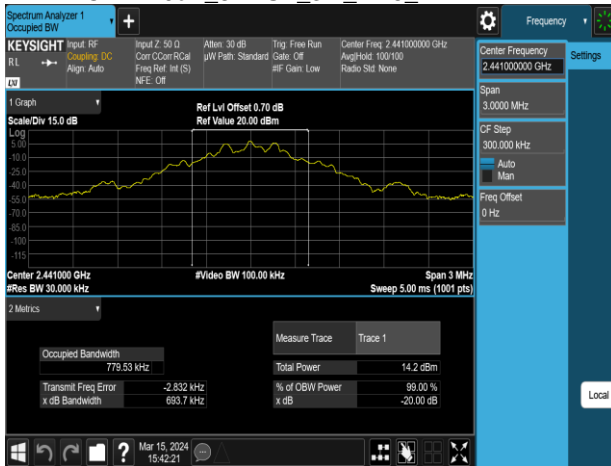 Spectrum Analyzer 1
Occupied BW
+
Frequency
KEYSIGHT
RL
LXI
Input: RF
Coupling: DC
Align: Auto
Input Z: 50 Ω
Corr CCorr RCal
Freq Ref: Int (S)
NFE: Off
Atten: 30 dB
µW Path: Standard
Trig: Free Run
Gate: Off
#IF Gain: Low
Center Freq: 2.441000000 GHz
Avg|Hold: 100/100
Radio Std: None
Center Frequency
2.441000000 GHz
Settings
Span
3.0000 MHz
CF Step
300.000 kHz
Auto
Man
Freq Offset
0 Hz
Local
1 Graph
Scale/Div 15.0 dB
Ref Lvl Offset 0.70 dB
Ref Value 20.00 dBm
Log
5.00
-10.0
-25.0
-40.0
-55.0
-70.0
-85.0
-100
-115
Center 2.441000 GHz
#Res BW 30.000 kHz
#Video BW 100.00 kHz
Span 3 MHz
Sweep 5.00 ms (1001 pts)
2 Metrics
Measure Trace Trace 1
Occupied Bandwidth
779.53 kHz
Total Power 14.2 dBm
Transmit Freq Error -2.832 kHz
% of OBW Power 99.00 %
x dB Bandwidth 693.7 kHz
x dB -20.00 dB
?
Mar 15, 2024
15:42:21